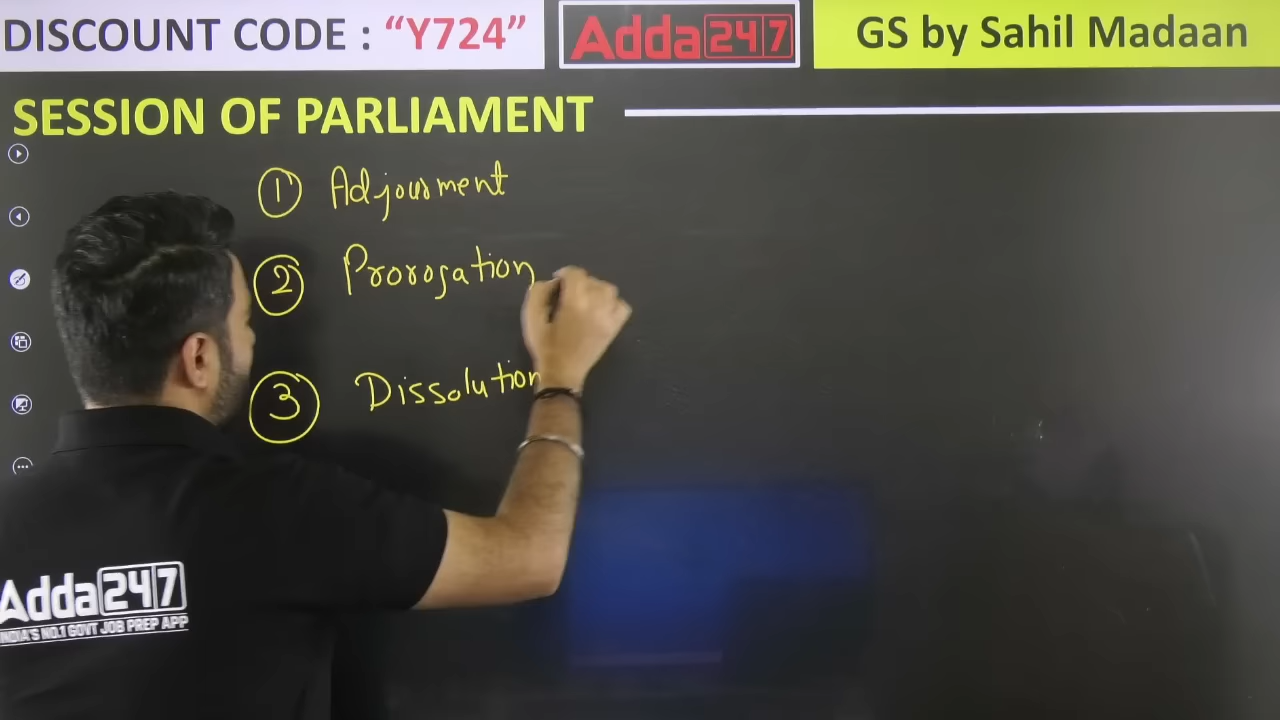 DISCOUNT CODE : “Y724”
Adda247
GS by Sahil Madaan
SESSION OF PARLIAMENT
1 Adjournment
2 Prorogation
3 Dissolution
Adda247
INDIA'S NO.1 GOVT JOB PREP APP